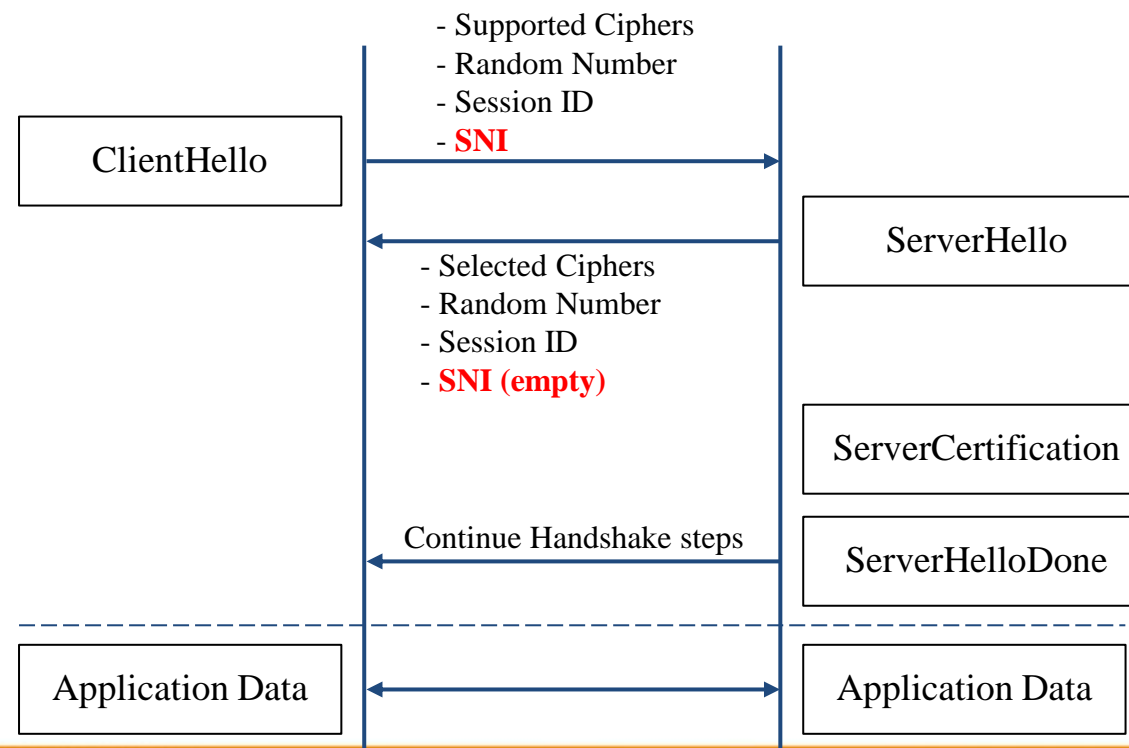 - Supported Ciphers
- Random Number
- Session ID
- SNI
ClientHello
ServerHello
- Selected Ciphers
- Random Number
- Session ID
- SNI (empty)
ServerCertification
Continue Handshake steps
ServerHelloDone
Application Data
Application Data